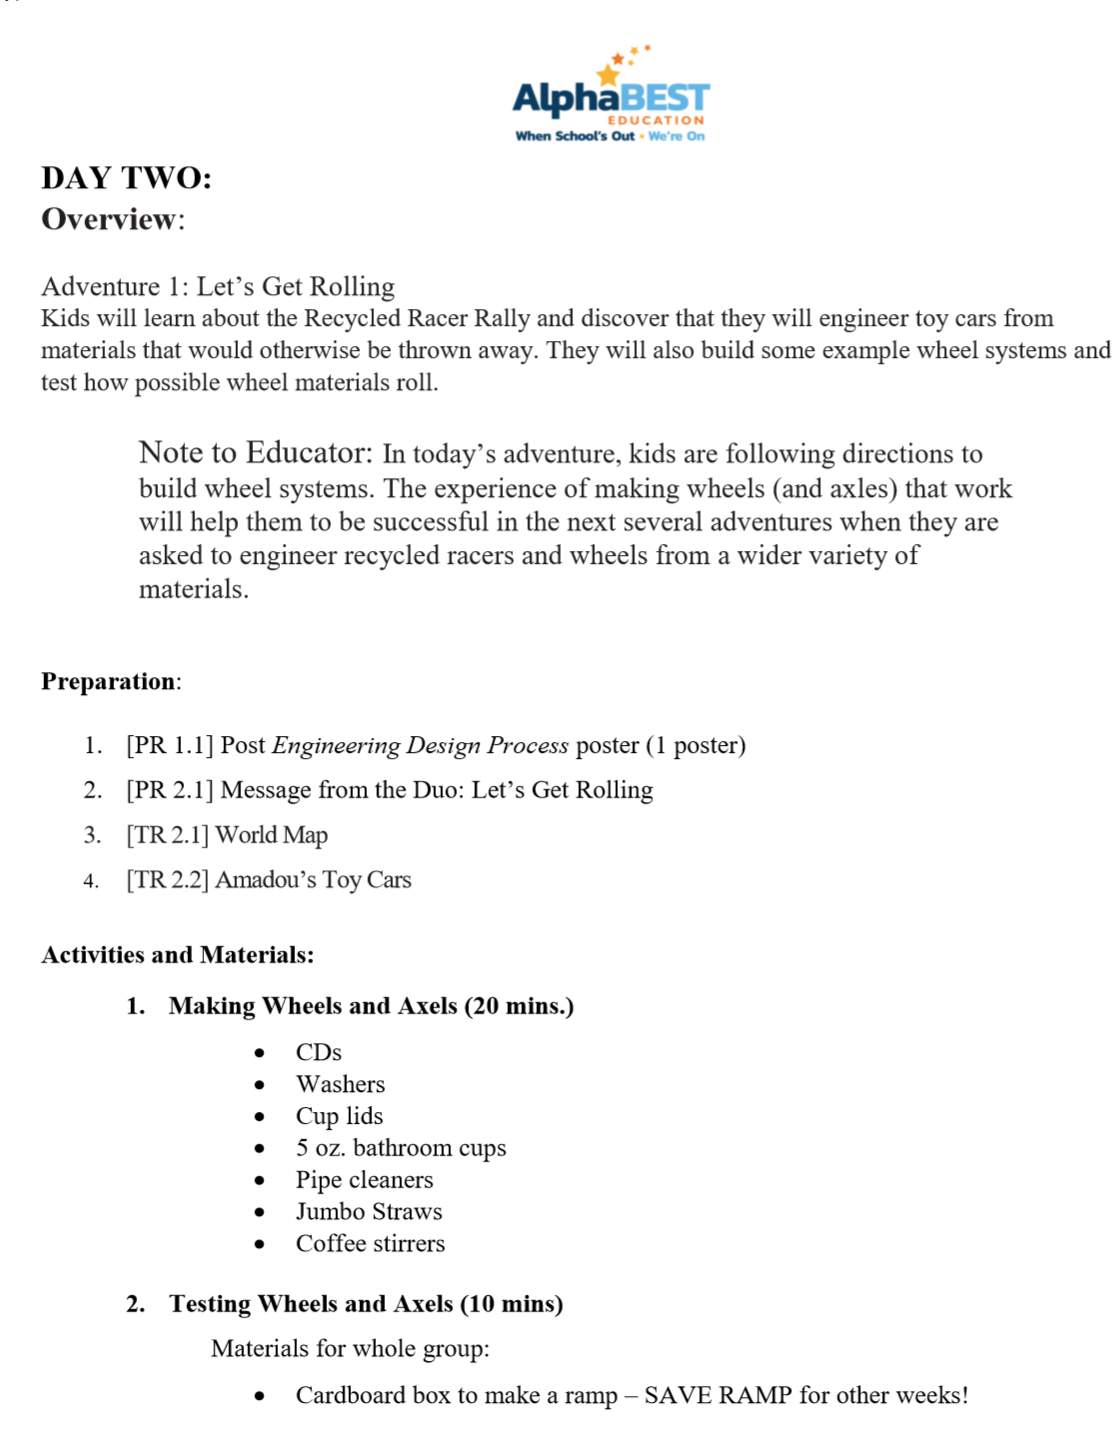 AlphaBEST
EDUCATION
When School's Out • We're On
DAY TWO:
Overview:
Adventure 1: Let’s Get Rolling
Kids will learn about the Recycled Racer Rally and discover that they will engineer toy cars from
materials that would otherwise be thrown away. They will also build some example wheel systems and
test how possible wheel materials roll.
Note to Educator: In today’s adventure, kids are following directions to
build wheel systems. The experience of making wheels (and axles) that work
will help them to be successful in the next several adventures when they are
asked to engineer recycled racers and wheels from a wider variety of
materials.
Preparation:
1. [PR 1.1] Post Engineering Design Process poster (1 poster)
2. [PR 2.1] Message from the Duo: Let’s Get Rolling
3. [TR 2.1] World Map
4. [TR 2.2] Amadou’s Toy Cars
Activities and Materials:
1. Making Wheels and Axels (20 mins.)
• CDs
• Washers
• Cup lids
• 5 oz. bathroom cups
• Pipe cleaners
• Jumbo Straws
• Coffee stirrers
2. Testing Wheels and Axels (10 mins)
Materials for whole group:
• Cardboard box to make a ramp – SAVE RAMP for other weeks!